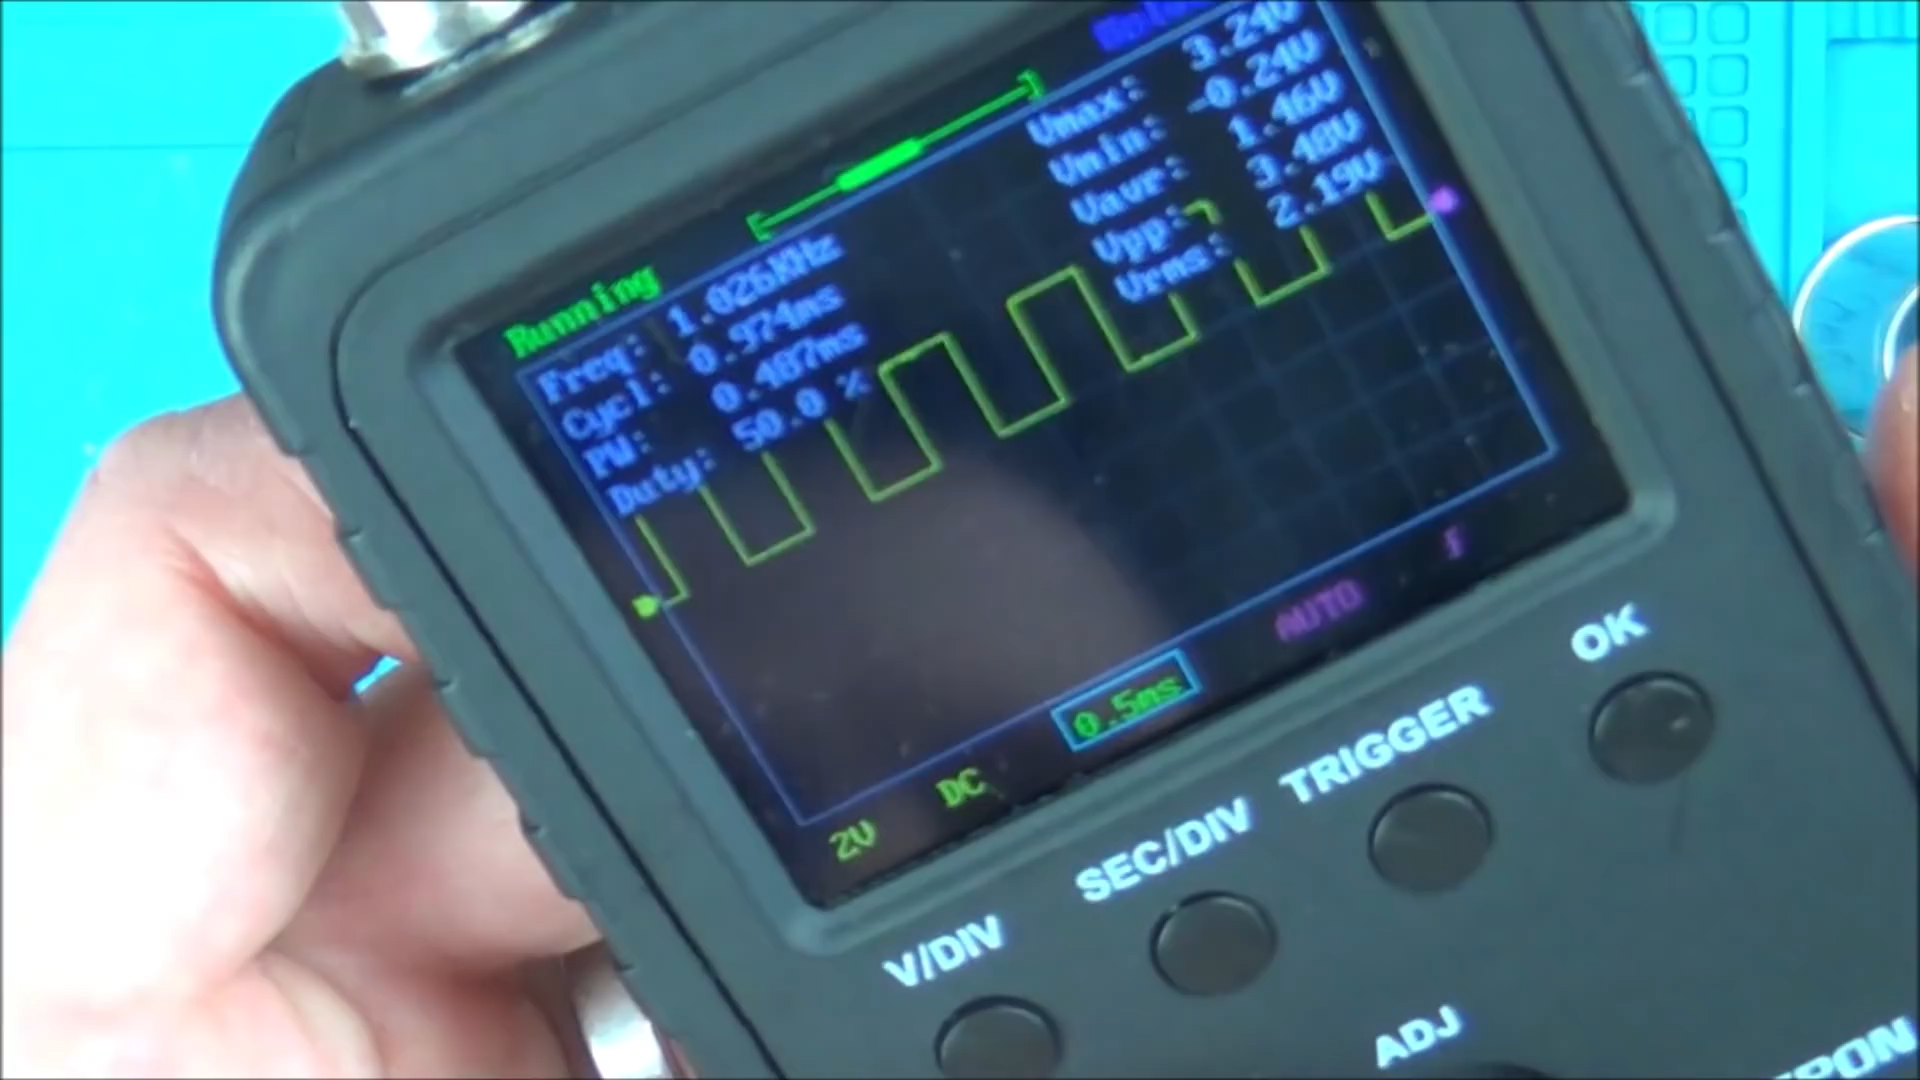 Running
Freq: 1.026KHz
Cycl: 0.974ms
PW: 0.487ms
Duty: 50.0 %
Vmax: 3.24V
Vmin: -0.24V
Vavr: 1.46V
Vpp: 3.48V
Vrms: 2.19V
2V DC 0.5ms AUTO
V/DIV SEC/DIV TRIGGER OK
ADJ